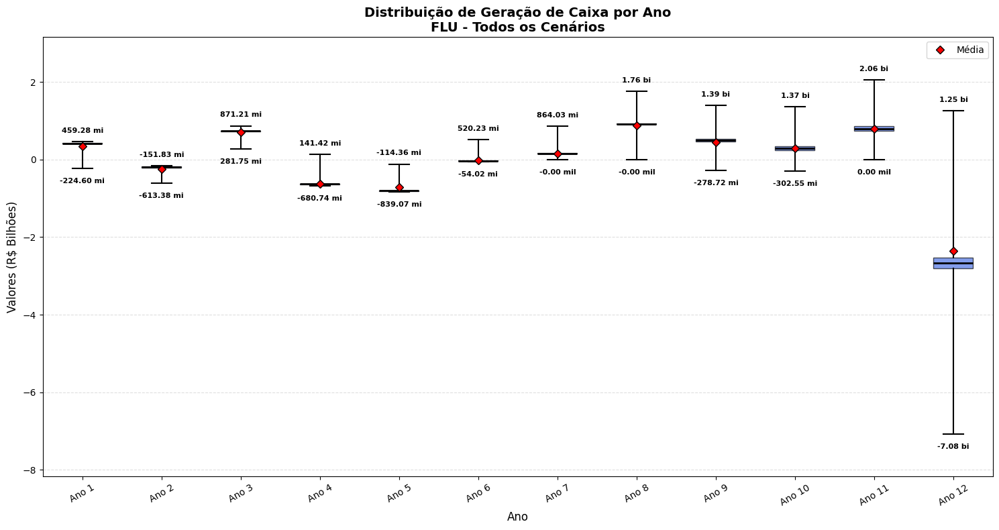 Distribuição de Geração de Caixa por Ano
FLU - Todos os Cenários
Média
Valores (R$ Bilhões)
2
0
−2
−4
−6
−8
459.28 mi
-224.60 mi
-151.83 mi
-613.38 mi
871.21 mi
281.75 mi
141.42 mi
-680.74 mi
-114.36 mi
-839.07 mi
520.23 mi
-54.02 mi
864.03 mi
-0.00 mil
1.76 bi
-0.00 mil
1.39 bi
-278.72 mi
1.37 bi
-302.55 mi
2.06 bi
0.00 mil
1.25 bi
-7.08 bi
Ano 1
Ano 2
Ano 3
Ano 4
Ano 5
Ano 6
Ano 7
Ano 8
Ano 9
Ano 10
Ano 11
Ano 12
Ano